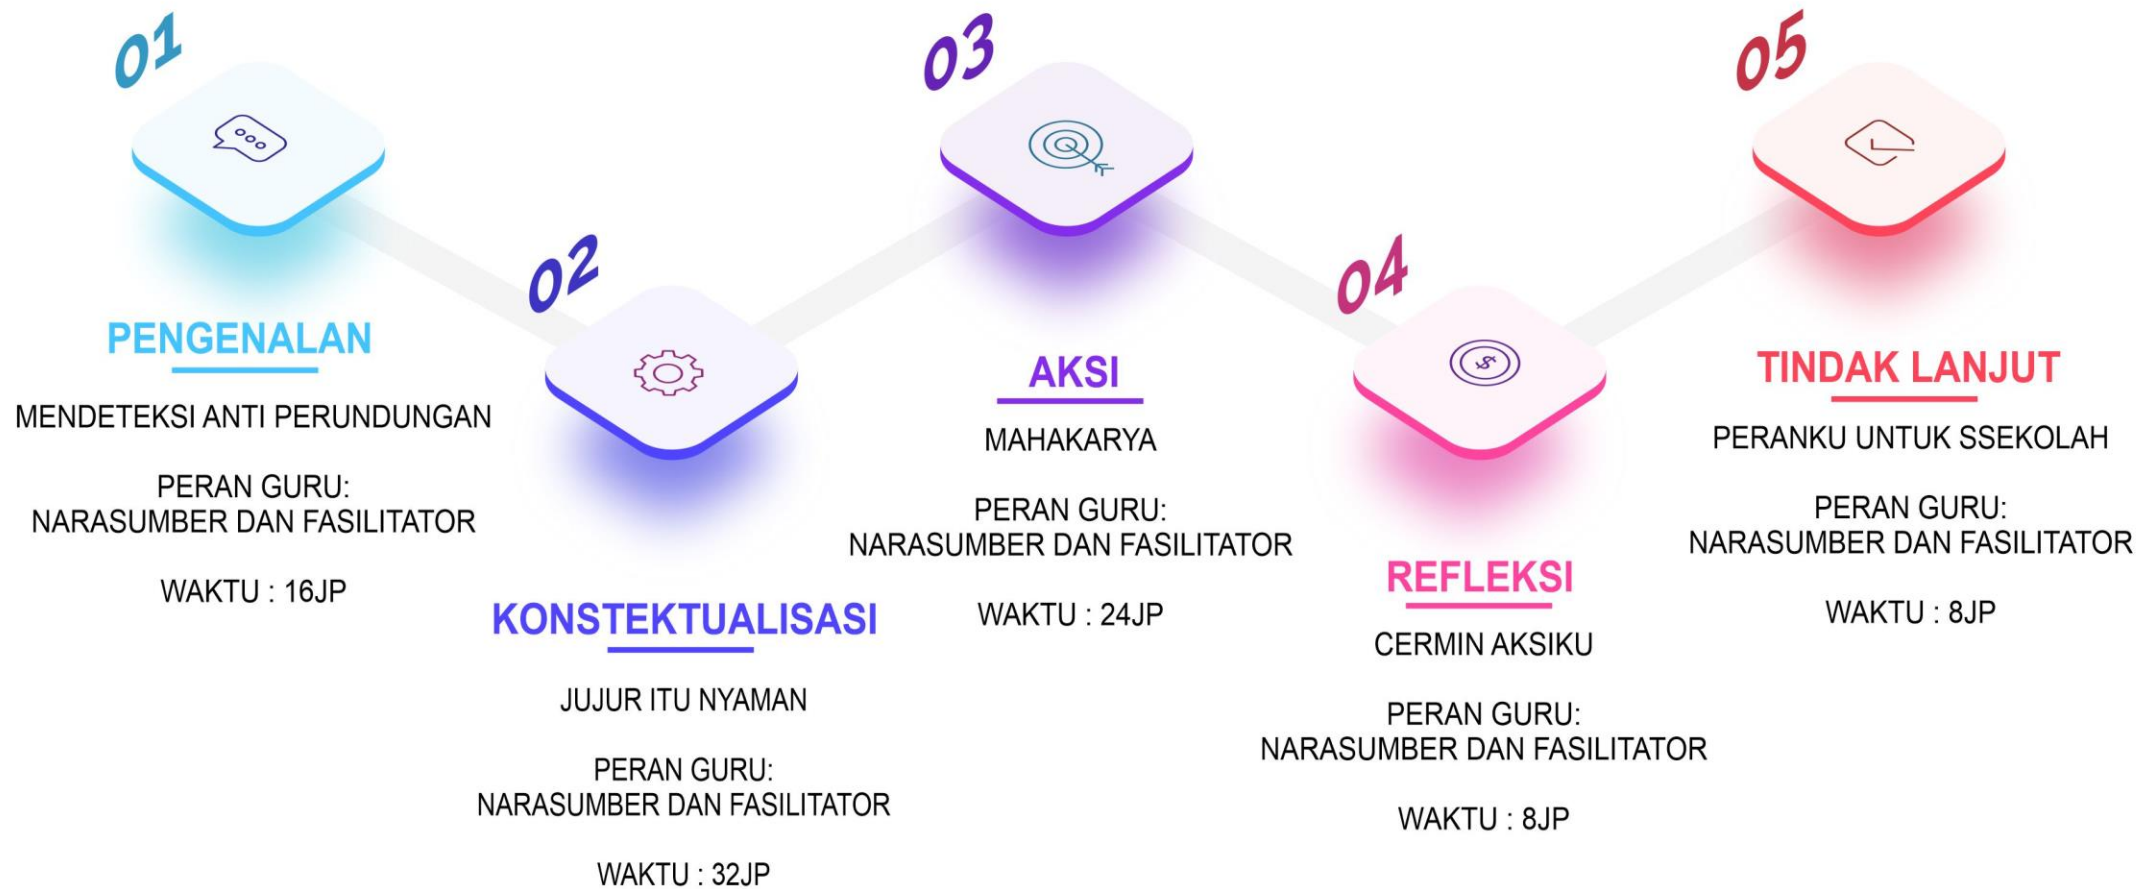 01
PENGENALAN
MENDETEKSI ANTI PERUNDUNGAN
PERAN GURU:
NARASUMBER DAN FASILITATOR
WAKTU : 16JP
02
KONSTEKTUALISASI
JUJUR ITU NYAMAN
PERAN GURU:
NARASUMBER DAN FASILITATOR
WAKTU : 32JP
03
AKSI
MAHAKARYA
PERAN GURU:
NARASUMBER DAN FASILITATOR
WAKTU : 24JP
04
$
REFLEKSI
CERMIN AKSIKU
PERAN GURU:
NARASUMBER DAN FASILITATOR
WAKTU : 8JP
05
TINDAK LANJUT
PERANKU UNTUK SSEKOLAH
PERAN GURU:
NARASUMBER DAN FASILITATOR
WAKTU : 8JP